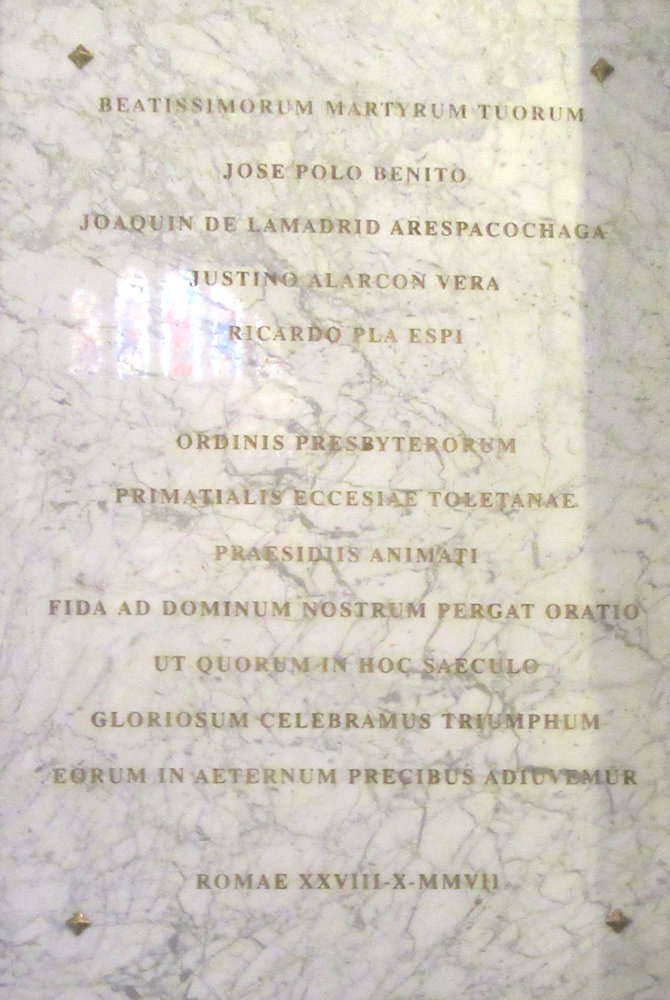 BEATISSIMORUM MARTYRUM TUORUM
JOSE POLO BENITO
JOAQUIN DE LAMADRID ARESPACOCHAGA
JUSTINO ALARCON VERA
RICARDO PLA ESPI
ORDINIS PRESBYTERORUM
PRIMATIALIS ECCESIAE TOLETANAE
PRAESIDIIS ANIMATI
FIDA AD DOMINUM NOSTRUM PERGAT ORATIO
UT QUORUM IN HOC SAECULO
GLORIOSUM CELEBRAMUS TRIUMPHUM
EORUM IN AETERNUM PRECIBUS ADIUVEMUR
ROMAE XXVIII-X-MMVII